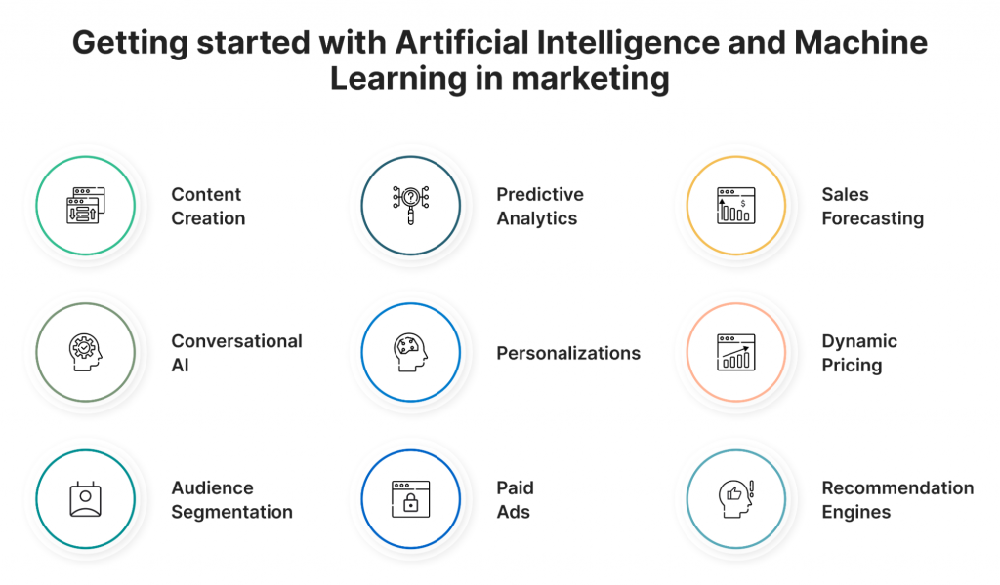 Getting started with Artificial Intelligence and Machine
Learning in marketing
Content
Creation
Predictive
Analytics
Sales
Forecasting
Conversational
AI
Personalizations
Dynamic
Pricing
Audience
Segmentation
Paid
Ads
Recommendation
Engines